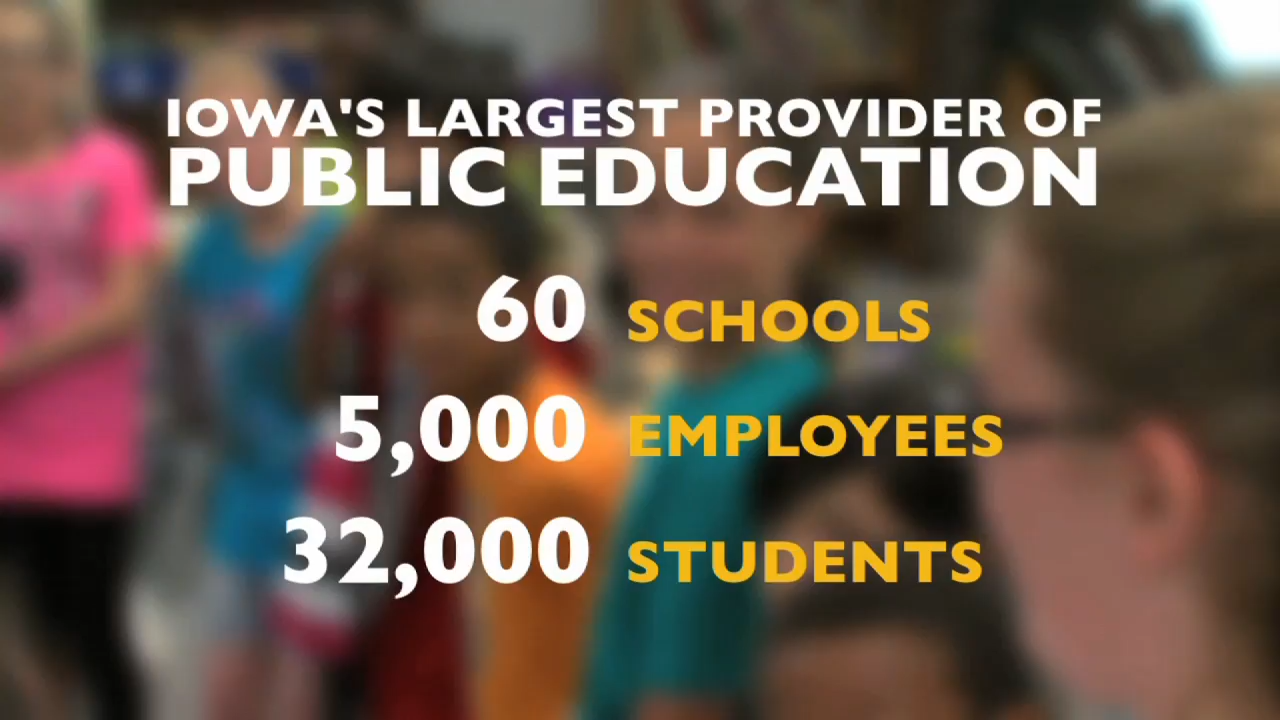 IOWA'S LARGEST PROVIDER OF
PUBLIC EDUCATION
60 SCHOOLS
5,000 EMPLOYEES
32,000 STUDENTS